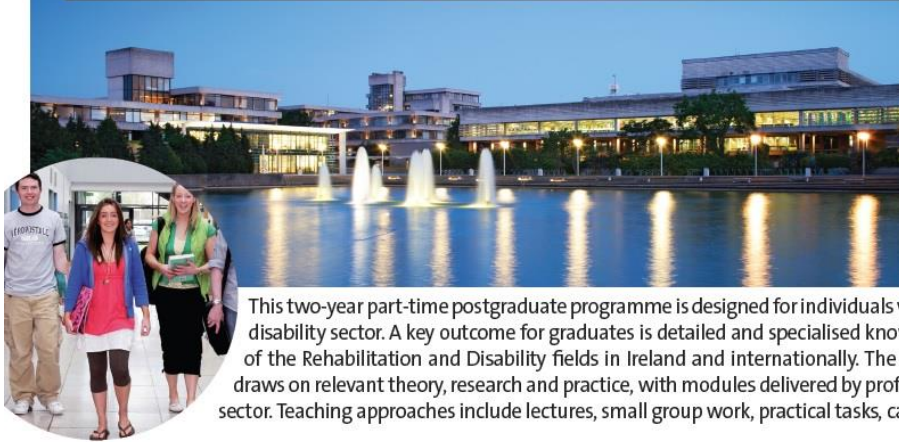 AEROPOSTALE
This two-year part-time postgraduate programme is designed for individuals
disability sector. A key outcome for graduates is detailed and specialised
of the Rehabilitation and Disability fields in Ireland and internationally. The
draws on relevant theory, research and practice, with modules delivered by
sector. Teaching approaches include lectures, small group work, practical tasks,